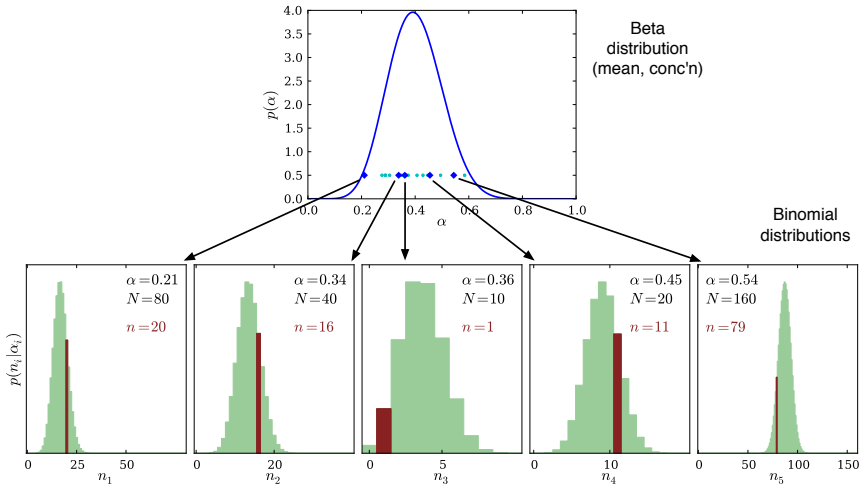 4.0
3.5
3.0
2.5
2.0
1.5
1.0
0.5
0.0
p(α)
0.0 0.2 0.4 0.6 0.8 1.0
α
Beta
distribution
(mean, conc'n)
Binomial
distributions
p(n_i|α_i)
α=0.21
N=80
n=20
0 50
n_1
α=0.34
N=40
n=16
0 20
n_2
α=0.36
N=10
n=1
0 5
n_3
α=0.45
N=20
n=11
0 10
n_4
α=0.54
N=160
n=79
0 50 100 150
n_5